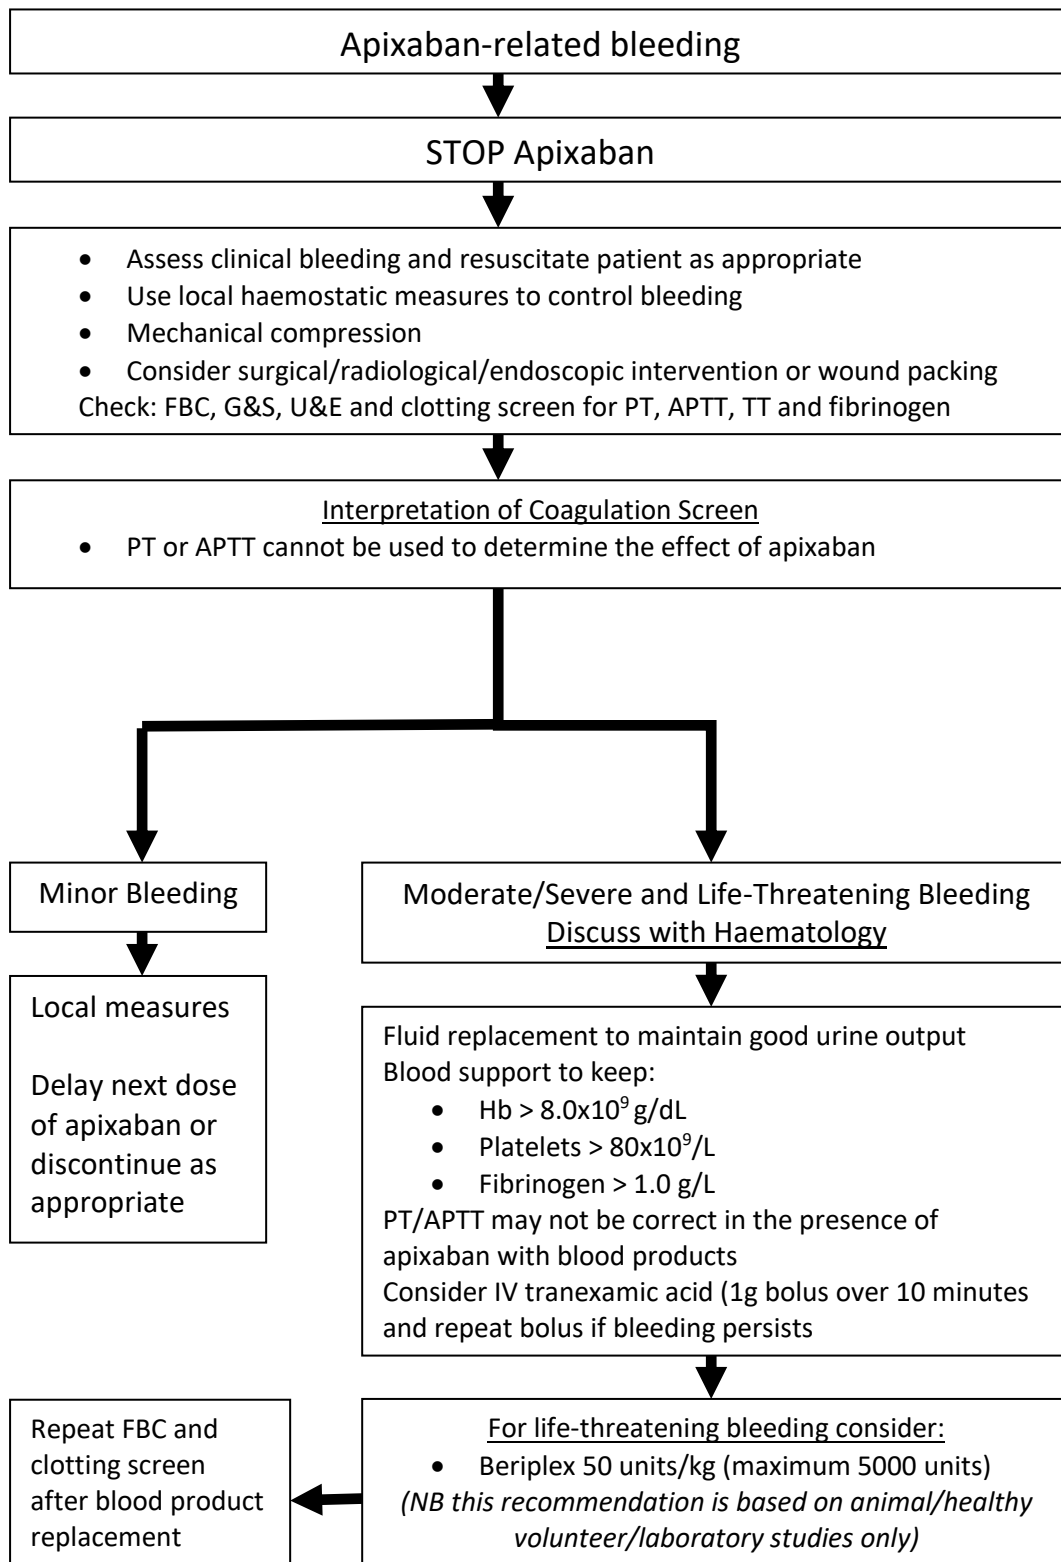 Apixaban-related bleeding
STOP Apixaban
• Assess clinical bleeding and resuscitate patient as appropriate
• Use local haemostatic measures to control bleeding
• Mechanical compression
• Consider surgical/radiological/endoscopic intervention or wound packing
Check: FBC, G&S, U&E and clotting screen for PT, APTT, TT and fibrinogen
Interpretation of Coagulation Screen
• PT or APTT cannot be used to determine the effect of apixaban
Minor Bleeding
Local measures
Delay next dose
of apixaban or
discontinue as
appropriate
Moderate/Severe and Life-Threatening Bleeding
Discuss with Haematology
Fluid replacement to maintain good urine output
Blood support to keep:
• Hb > 8.0x10⁹ g/dL
• Platelets > 80x10⁹/L
• Fibrinogen > 1.0 g/L
PT/APTT may not be correct in the presence of
apixaban with blood products
Consider IV tranexamic acid (1g bolus over 10 minutes
and repeat bolus if bleeding persists
For life-threatening bleeding consider:
• Beriplex 50 units/kg (maximum 5000 units)
(NB this recommendation is based on animal/healthy
volunteer/laboratory studies only)
Repeat FBC and
clotting screen
after blood product
replacement